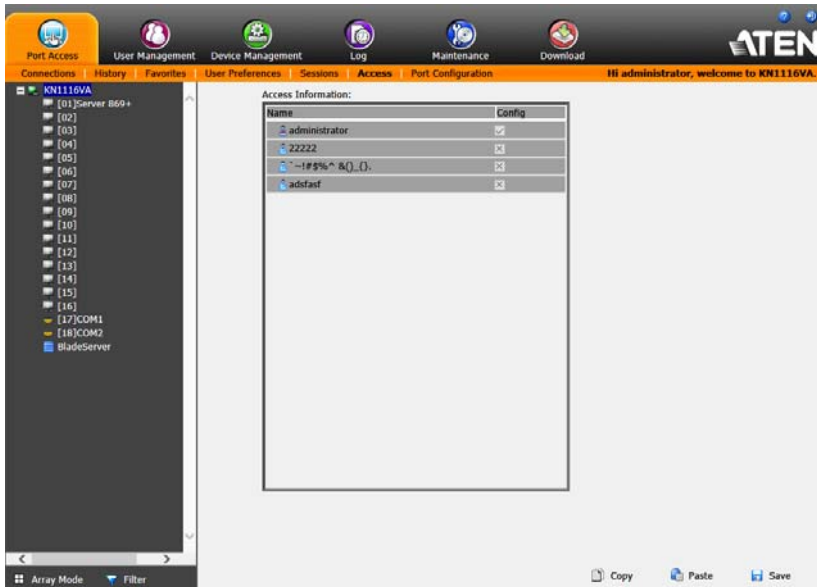 Port Access User Management Device Management Log Maintenance Download
ATEN
Connections History Favorites User Preferences Sessions Access Port Configuration Hi administrator, welcome to KN1116VA.
KN1116VA
[01]Server B69+
[02]
[03]
[04]
[05]
[06]
[07]
[08]
[09]
[10]
[11]
[12]
[13]
[14]
[15]
[16]
[17]COM1
[18]COM2
BladeServer
Array Mode Filter
Access Information:
Name Config
administrator
22222
`~!#$%^ &()_{}.
adsfasf
Copy Paste Save